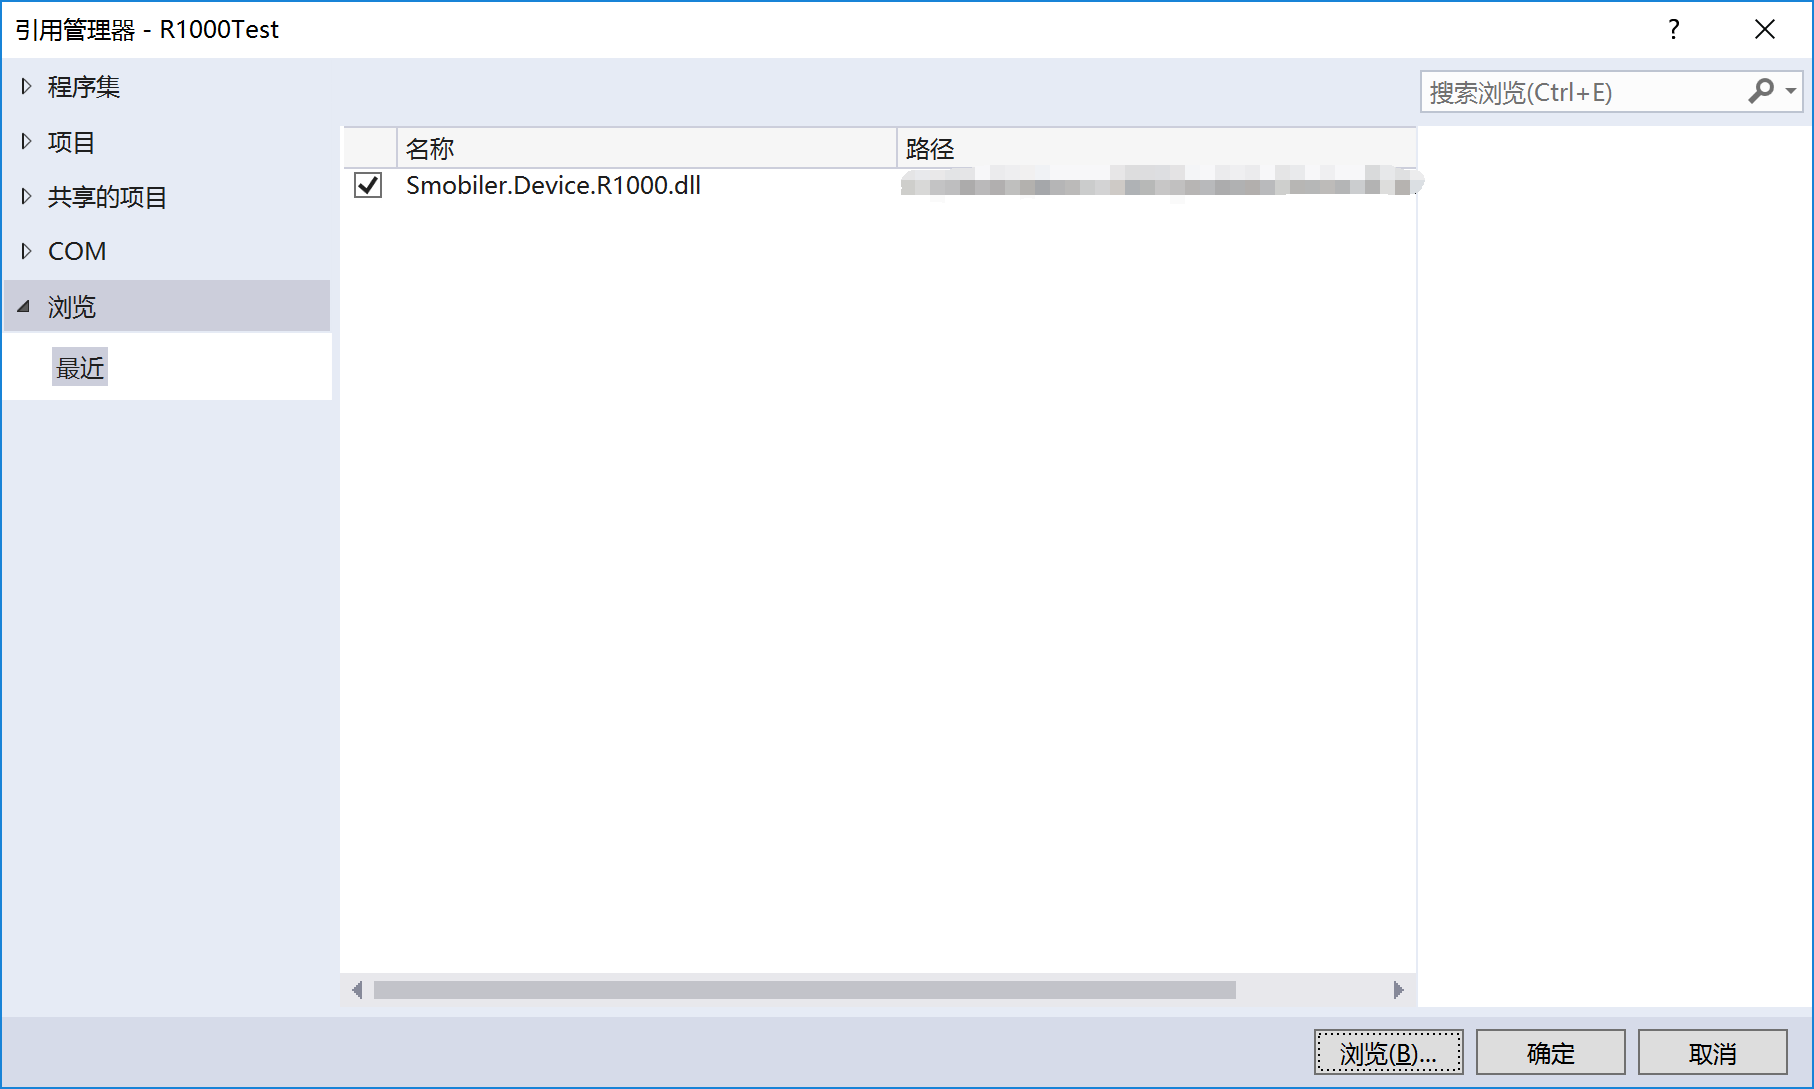 引用管理器 - R1000Test
?
程序集
搜索浏览(Ctrl+E)
项目
名称 路径
Smobiler.Device.R1000.dll
共享的项目
COM
浏览
最近
浏览(B)... 确定 取消